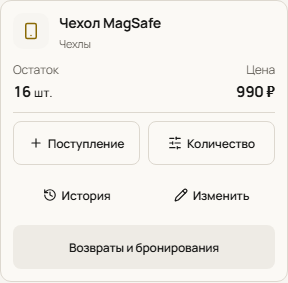 Чехол MagSafe
Чехлы
Остаток Цена
16 шт. 990 ₽
Поступление Количество
История Изменить
Возвраты и бронирования